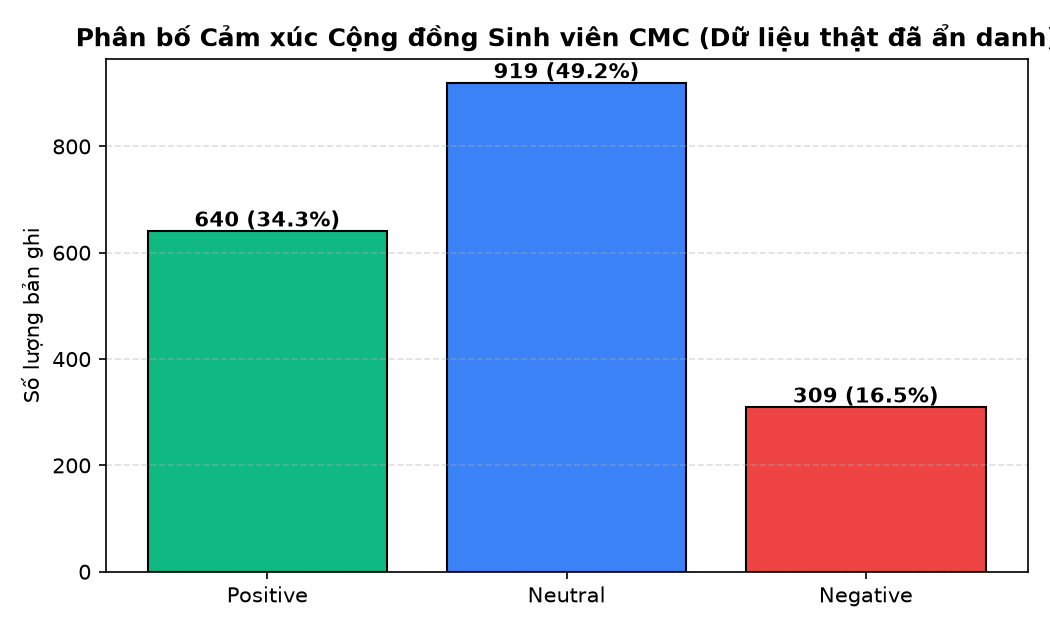 Phân bố Cảm xúc Cộng đồng Sinh viên CMC (Dữ liệu thật đã ẩn danh)
919 (49.2%)
640 (34.3%)
309 (16.5%)
Số lượng bản ghi
800
600
400
200
0
Positive
Neutral
Negative